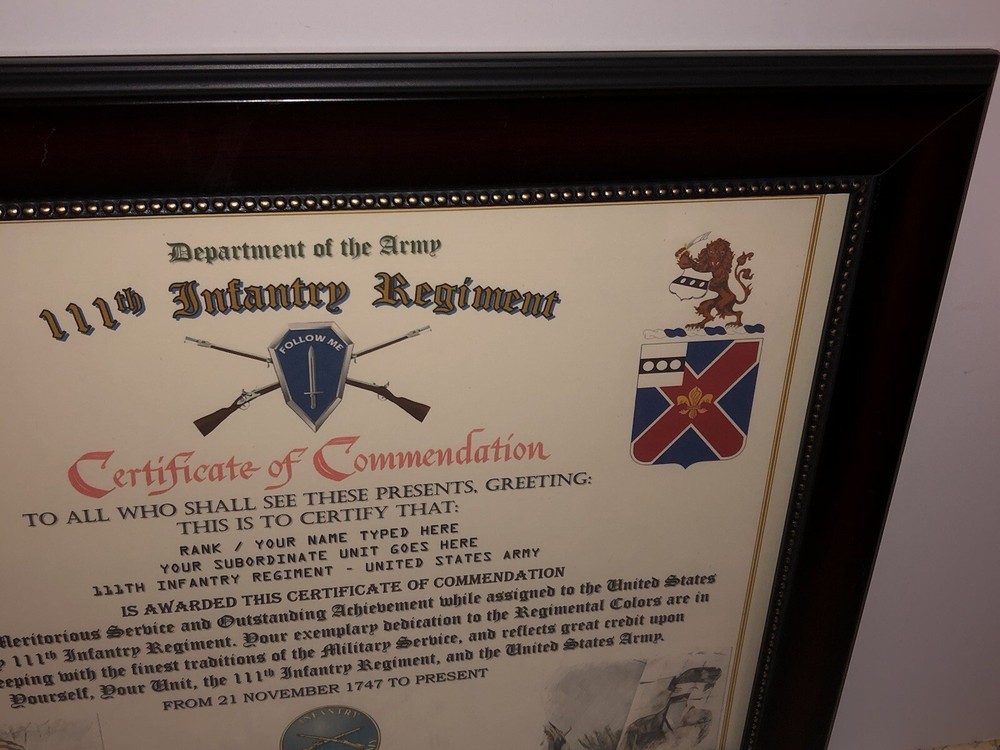 Department of the Army
111th Infantry Regiment
FOLLOW ME
Certificate of Commendation
TO ALL WHO SHALL SEE THESE PRESENTS, GREETING:
THIS IS TO CERTIFY THAT:
RANK / YOUR NAME TYPED HERE
YOUR SUBORDINATE UNIT GOES HERE
111TH INFANTRY REGIMENT - UNITED STATES ARMY
IS AWARDED THIS CERTIFICATE OF COMMENDATION
Meritorious Service and Outstanding Achievement while assigned to the United States
111th Infantry Regiment. Your exemplary dedication to the Regimental Colors are in
eeping with the finest traditions of the Military Service, and reflects great credit upon
Yourself, Your Unit, the 111th Infantry Regiment, and the United States Army.
FROM 21 NOVEMBER 1747 TO PRESENT
INFANTRY